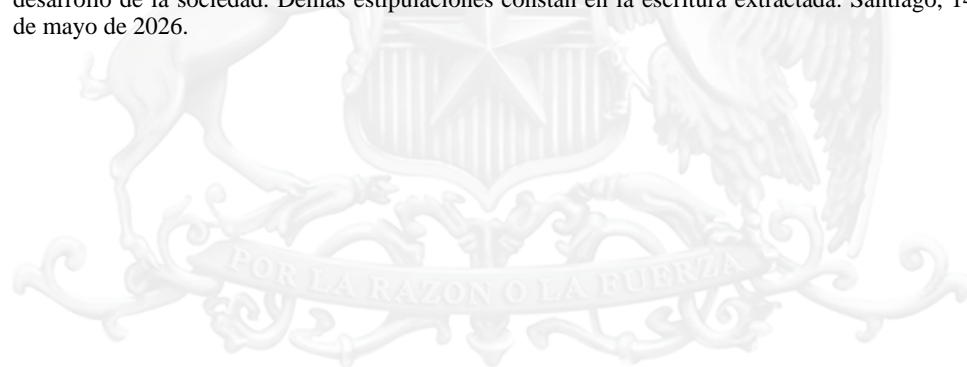 desarrollo de la sociedad. Demás estipulaciones constan en la escritura extractada. Santiago, 14
de mayo de 2026.
POR LA RAZON O LA FUERZA